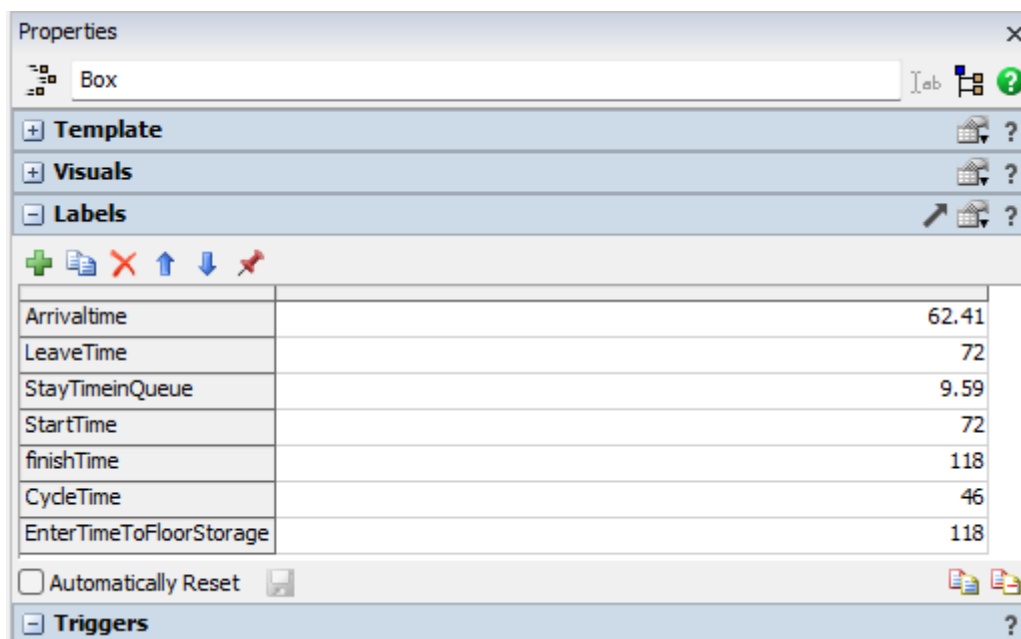 Properties
Box
Template ?
Visuals ?
Labels ?
Arrivaltime 62.41
LeaveTime 72
StayTimeinQueue 9.59
StartTime 72
finishTime 118
CycleTime 46
EnterTimeToFloorStorage 118
Automatically Reset
Triggers ?